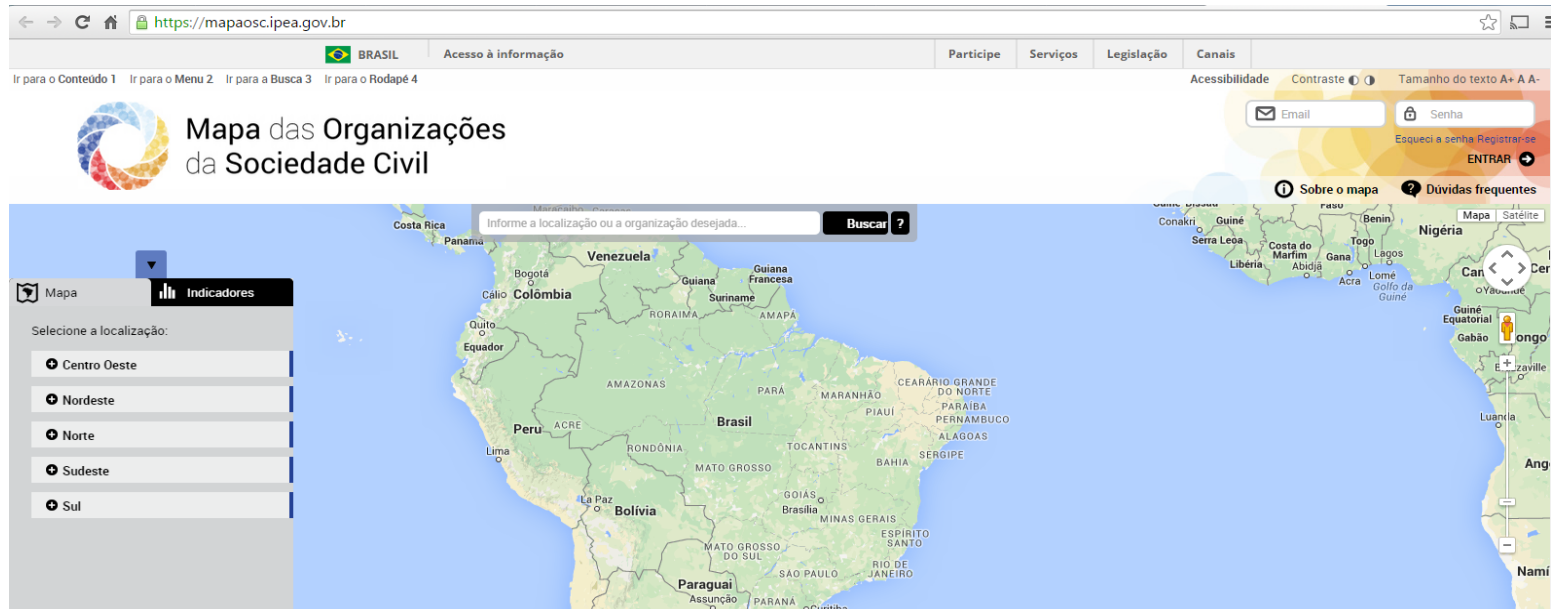 https://mapaosc.ipea.gov.br
BRASIL Acesso à informação Participe Serviços Legislação Canais
Ir para o Conteúdo 1 Ir para o Menu 2 Ir para a Busca 3 Ir para o Rodapé 4 Acessibilidade Contraste Tamanho do texto A+ A A-
Mapa das Organizações
da Sociedade Civil
Email Senha
Esqueci a senha Registrar-se
ENTRAR
Sobre o mapa Dúvidas frequentes
Informe a localização ou a organização desejada... Buscar ?
Mapa Satélite
Mapa Indicadores
Selecione a localização:
Centro Oeste
Nordeste
Norte
Sudeste
Sul
Costa Rica
Panamá
Venezuela
Bogotá
Cálio Colômbia
Guiana
Guiana
Francesa
Suriname
RORAIMA
AMAPÁ
Quito
Equador
AMAZONAS
PARÁ
MARANHÃO
CEARÁ
RIO GRANDE
DO NORTE
PARAÍBA
PIAUÍ
PERNAMBUCO
ALAGOAS
SERGIPE
Brasil
Peru
ACRE
Lima
RONDÔNIA
TOCANTINS
MATO GROSSO
BAHIA
La Paz
Bolívia
GOIÁS
Brasília
MINAS GERAIS
ESPÍRITO
SANTO
MATO GROSSO
DO SUL
RIO DE
JANEIRO
SÃO PAULO
Paraguai
Assunção
PARANÁ
Curitiba
Conakri
Guiné
Serra Leoa
Libéria
Costa do
Marfim
Abidjã
Gana
Acra
Togo
Benin
Lagos
Lomé
Nigéria
Golfo da
Guiné
Guiné
Equatorial
Gabão
Luanda